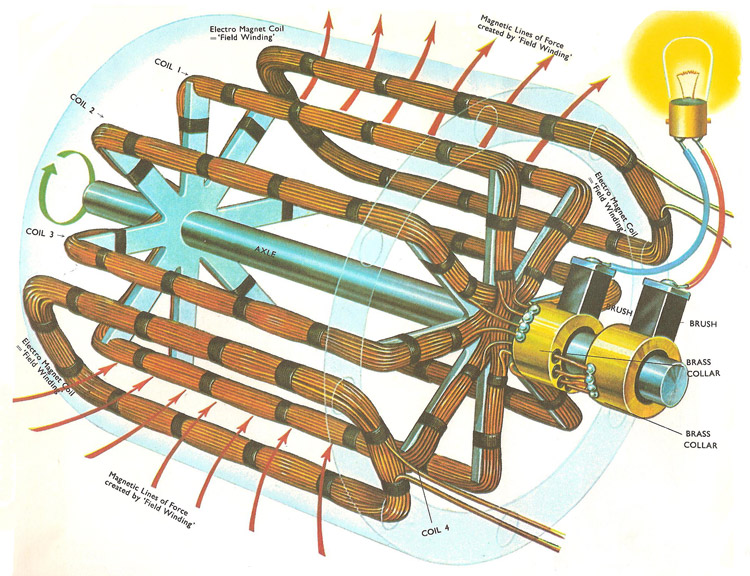 Electro Magnet Coil
= 'Field Winding'
Magnetic Lines of Force
created by 'Field Winding'
COIL 1
COIL 2
Electro Magnet Coil
= 'Field Winding'
COIL 3
AXLE
BRUSH
BRUSH
BRASS
COLLAR
Electro Magnet Coil
= 'Field Winding'
BRASS
COLLAR
Magnetic Lines of Force
created by 'Field Winding'
COIL 4